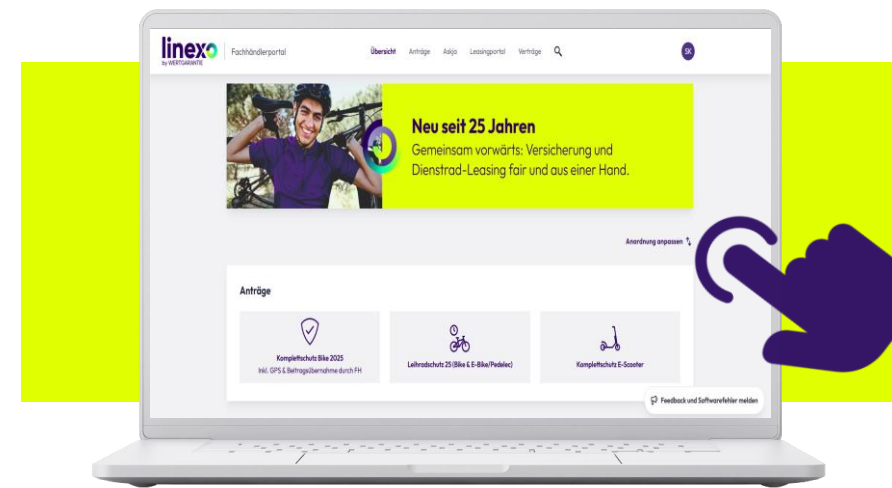 linexo
by WERTGARANTIE
Fachhändlerportal
Übersicht Anträge Askja Leasingportal Verträge
SK
Neu seit 25 Jahren
Gemeinsam vorwärts: Versicherung und
Dienstrad-Leasing fair und aus einer Hand.
Anordnung anpassen
Anträge
Komplettschutz Bike 2025
Inkl. GPS & Beitragsübernahme durch FH
Leihradschutz 25 (Bike & E-Bike/Pedelec)
Komplettschutz E-Scooter
Feedback und Softwarefehler melden